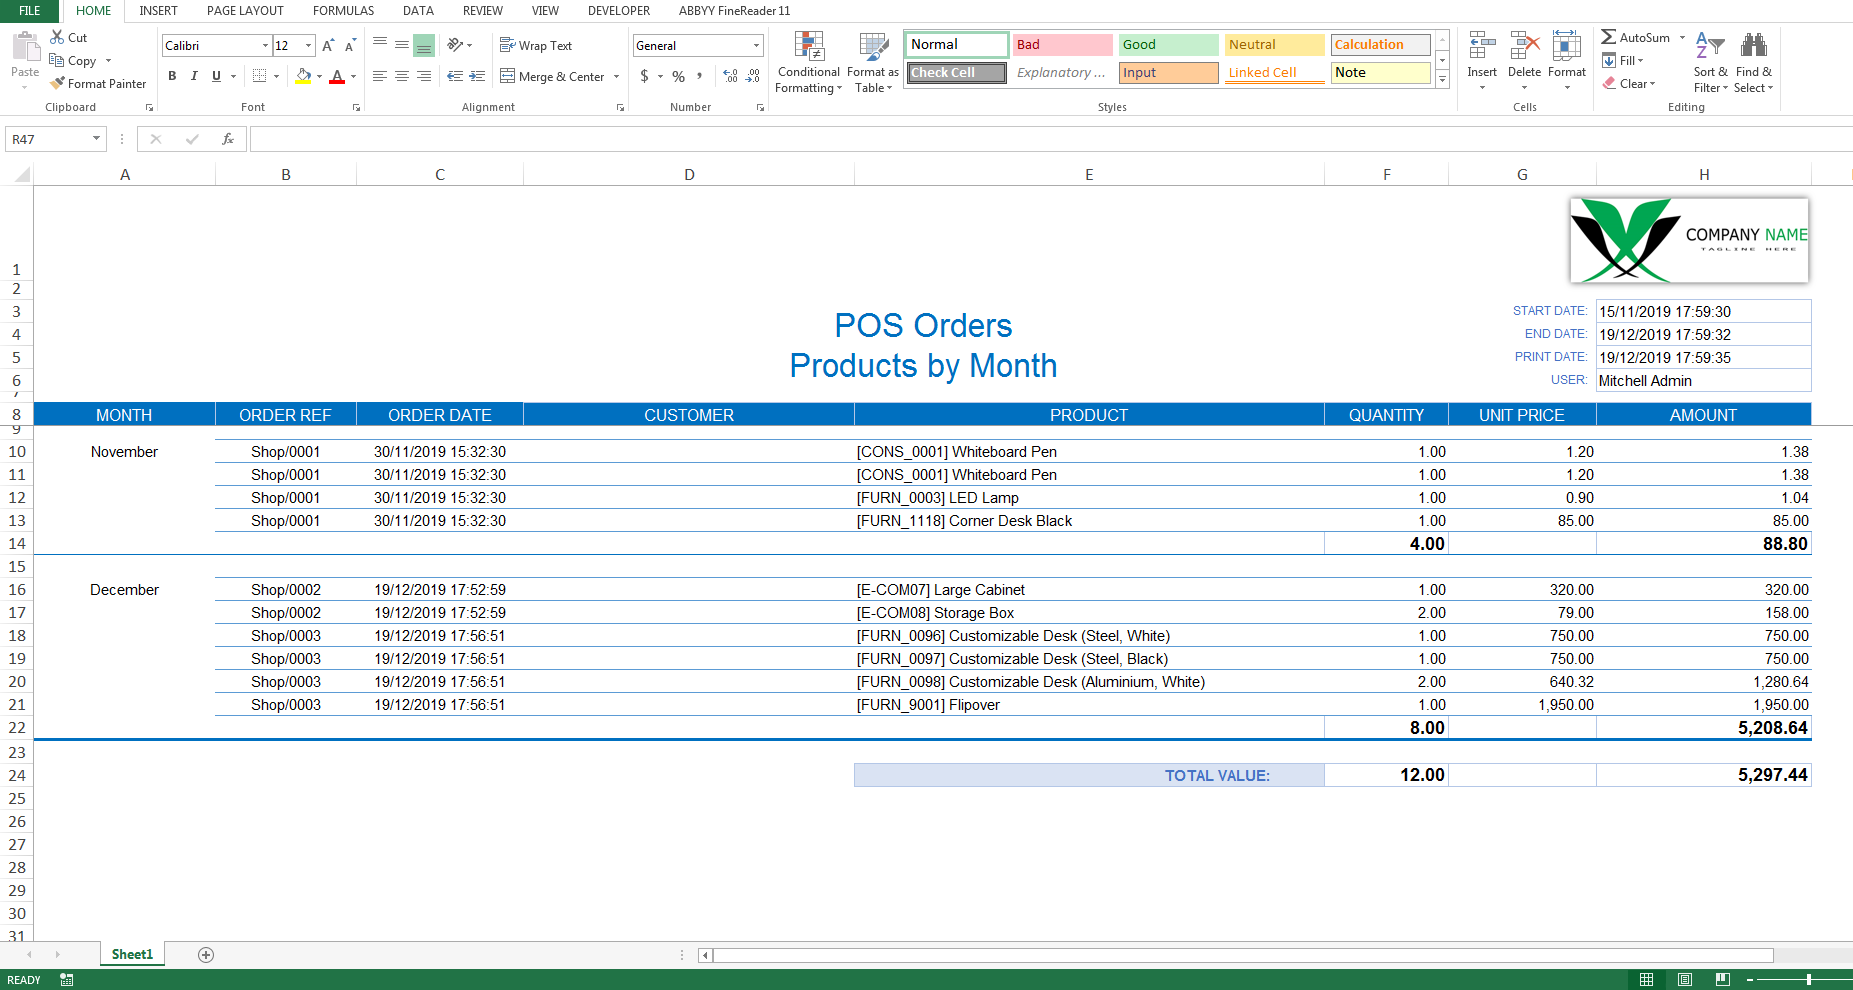 FILE HOME INSERT PAGE LAYOUT FORMULAS DATA REVIEW VIEW DEVELOPER ABBYY FineReader 11
Paste Cut Copy Format Painter Clipboard
Calibri 12 A A B I U A Font
Wrap Text Merge & Center Alignment
General $ % , Number
Conditional Formatting Format as Table
Normal Bad Good Neutral Calculation
Check Cell Explanatory ... Input Linked Cell Note
Styles
Insert Delete Format Cells
AutoSum Fill Clear Sort & Filter Find & Select Editing
R47 fx
A B C D E F G H
COMPANY NAME
TAGLINE HERE
1
2
3 START DATE: 15/11/2019 17:59:30
POS Orders
4 END DATE: 19/12/2019 17:59:32
5 PRINT DATE: 19/12/2019 17:59:35
Products by Month
6 USER: Mitchell Admin
7
8 MONTH ORDER REF ORDER DATE CUSTOMER PRODUCT QUANTITY UNIT PRICE AMOUNT
9
10 November Shop/0001 30/11/2019 15:32:30 [CONS_0001] Whiteboard Pen 1.00 1.20 1.38
11 Shop/0001 30/11/2019 15:32:30 [CONS_0001] Whiteboard Pen 1.00 1.20 1.38
12 Shop/0001 30/11/2019 15:32:30 [FURN_0003] LED Lamp 1.00 0.90 1.04
13 Shop/0001 30/11/2019 15:32:30 [FURN_1118] Corner Desk Black 1.00 85.00 85.00
14 4.00 88.80
15
16 December Shop/0002 19/12/2019 17:52:59 [E-COM07] Large Cabinet 1.00 320.00 320.00
17 Shop/0002 19/12/2019 17:52:59 [E-COM08] Storage Box 2.00 79.00 158.00
18 Shop/0003 19/12/2019 17:56:51 [FURN_0096] Customizable Desk (Steel, White) 1.00 750.00 750.00
19 Shop/0003 19/12/2019 17:56:51 [FURN_0097] Customizable Desk (Steel, Black) 1.00 750.00 750.00
20 Shop/0003 19/12/2019 17:56:51 [FURN_0098] Customizable Desk (Aluminium, White) 2.00 640.32 1,280.64
21 Shop/0003 19/12/2019 17:56:51 [FURN_9001] Flipover 1.00 1,950.00 1,950.00
22 8.00 5,208.64
23
24 TOTAL VALUE: 12.00 5,297.44
25
26
27
28
29
30
31
Sheet1
READY